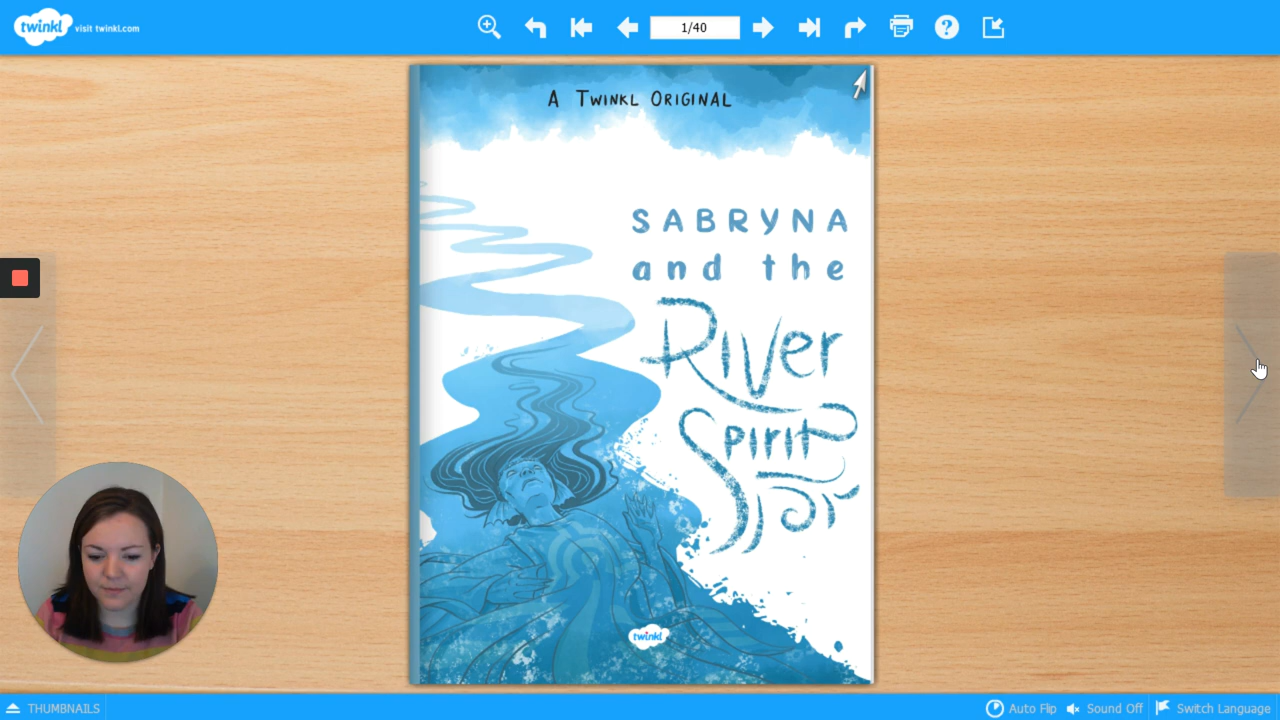 twinkl visit twinkl.com
1/40
A TWINKL ORIGINAL
SABRYNA
and the
River
Spirit
twinkl
THUMBNAILS
Auto Flip Sound Off Switch Language